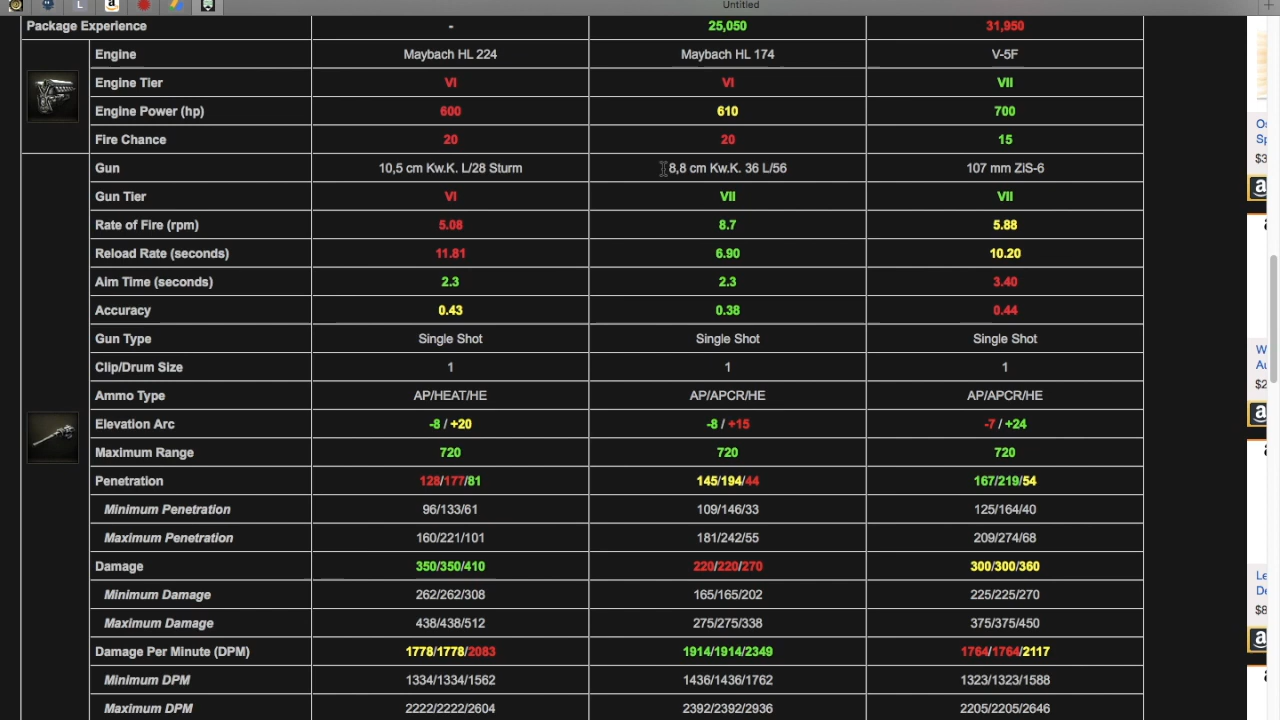 Untitled
Package Experience - 25,050 31,950
Engine Maybach HL 224 Maybach HL 174 V-5F
Engine Tier VI VI VII
Engine Power (hp) 600 610 700
Fire Chance 20 20 15
Gun 10,5 cm Kw.K. L/28 Sturm 8,8 cm Kw.K. 36 L/56 107 mm ZiS-6
Gun Tier VI VII VII
Rate of Fire (rpm) 5.08 8.7 5.88
Reload Rate (seconds) 11.81 6.90 10.20
Aim Time (seconds) 2.3 2.3 3.40
Accuracy 0.43 0.38 0.44
Gun Type Single Shot Single Shot Single Shot
Clip/Drum Size 1 1 1
Ammo Type AP/HEAT/HE AP/APCR/HE AP/APCR/HE
Elevation Arc -8 / +20 -8 / +15 -7 / +24
Maximum Range 720 720 720
Penetration 128/177/81 145/194/44 167/219/54
Minimum Penetration 96/133/61 109/146/33 125/164/40
Maximum Penetration 160/221/101 181/242/55 209/274/68
Damage 350/350/410 220/220/270 300/300/360
Minimum Damage 262/262/308 165/165/202 225/225/270
Maximum Damage 438/438/512 275/275/338 375/375/450
Damage Per Minute (DPM) 1778/1778/2083 1914/1914/2349 1764/1764/2117
Minimum DPM 1334/1334/1562 1436/1436/1762 1323/1323/1588
Maximum DPM 2222/2222/2604 2392/2392/2936 2205/2205/2646